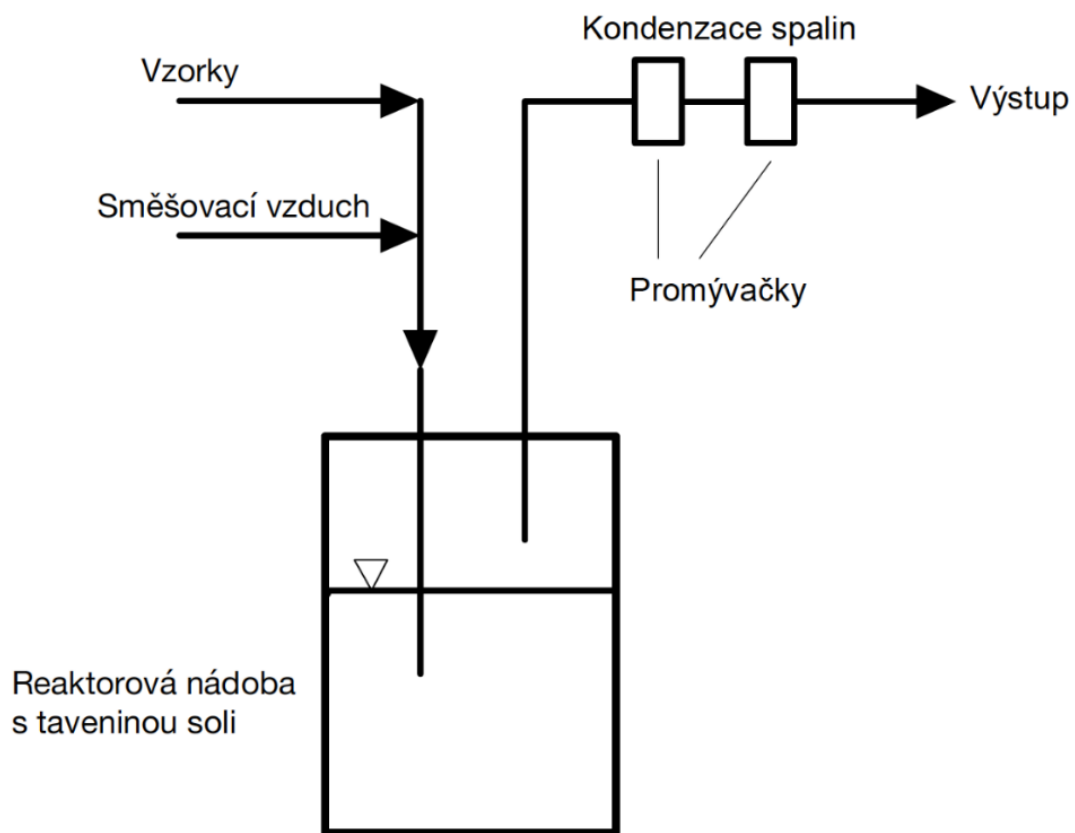 Kondenzace spalin
Vzorky
Výstup
Směšovací vzduch
Promývačky
Reaktorová nádoba
s taveninou soli